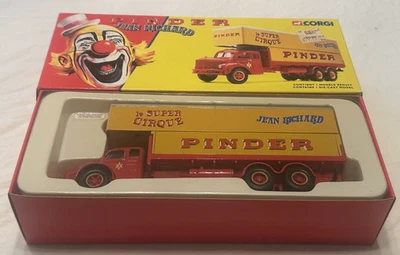 PINDER
JEAN RICHARD
CORGI
le SUPER
CIRQUE
PINDER
le SUPER
CIRQUE
JEAN RICHARD
PINDER